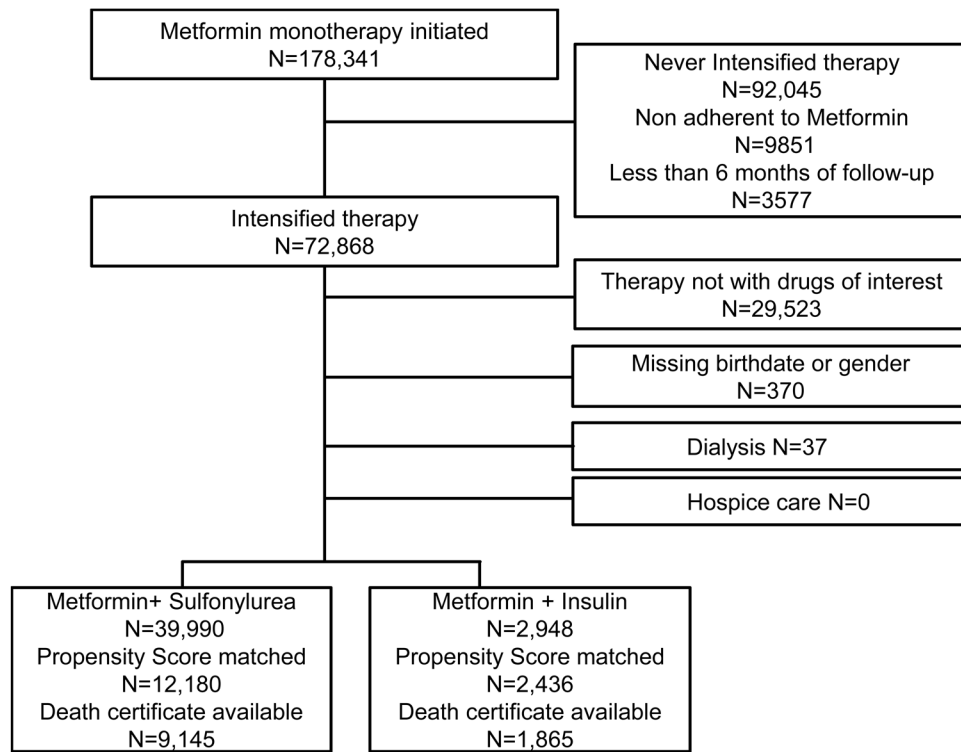 Metformin monotherapy initiated
N=178,341
Never Intensified therapy
N=92,045
Non adherent to Metformin
N=9851
Less than 6 months of follow-up
N=3577
Intensified therapy
N=72,868
Therapy not with drugs of interest
N=29,523
Missing birthdate or gender
N=370
Dialysis N=37
Hospice care N=0
Metformin+ Sulfonylurea
N=39,990
Propensity Score matched
N=12,180
Death certificate available
N=9,145
Metformin + Insulin
N=2,948
Propensity Score matched
N=2,436
Death certificate available
N=1,865